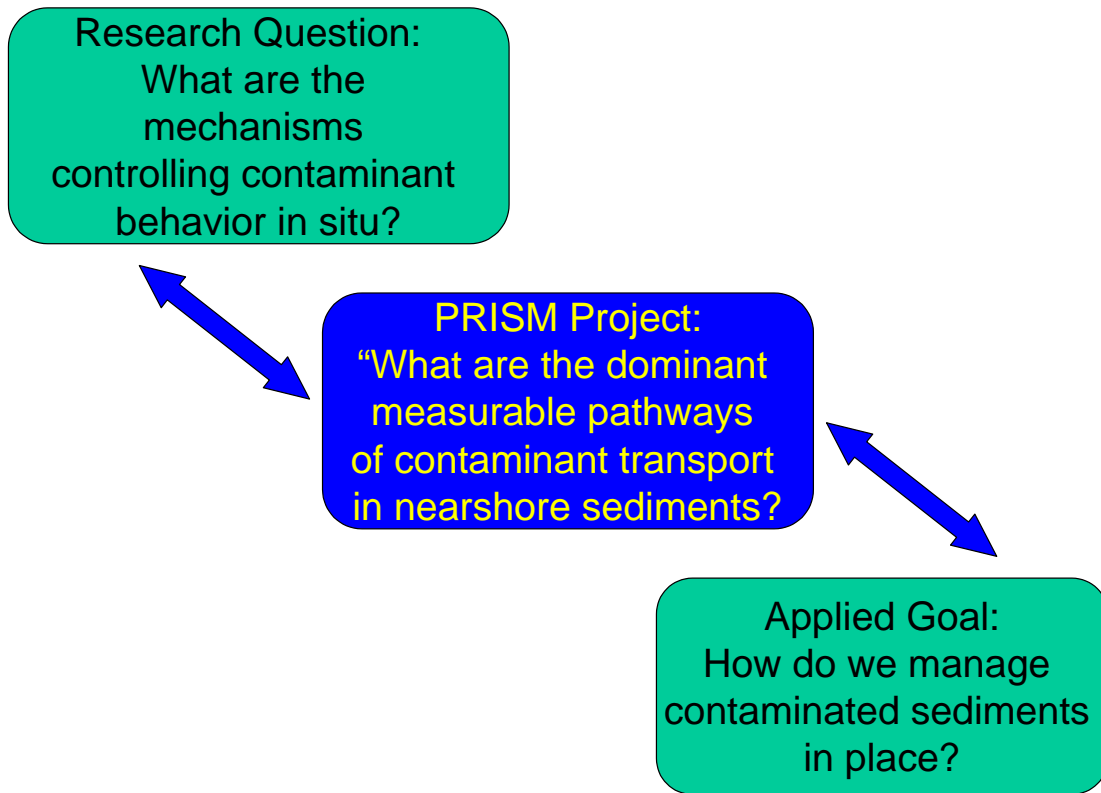 Research Question:
What are the
mechanisms
controlling contaminant
behavior in situ?
PRISM Project:
“What are the dominant
measurable pathways
of contaminant transport
in nearshore sediments?
Applied Goal:
How do we manage
contaminated sediments
in place?